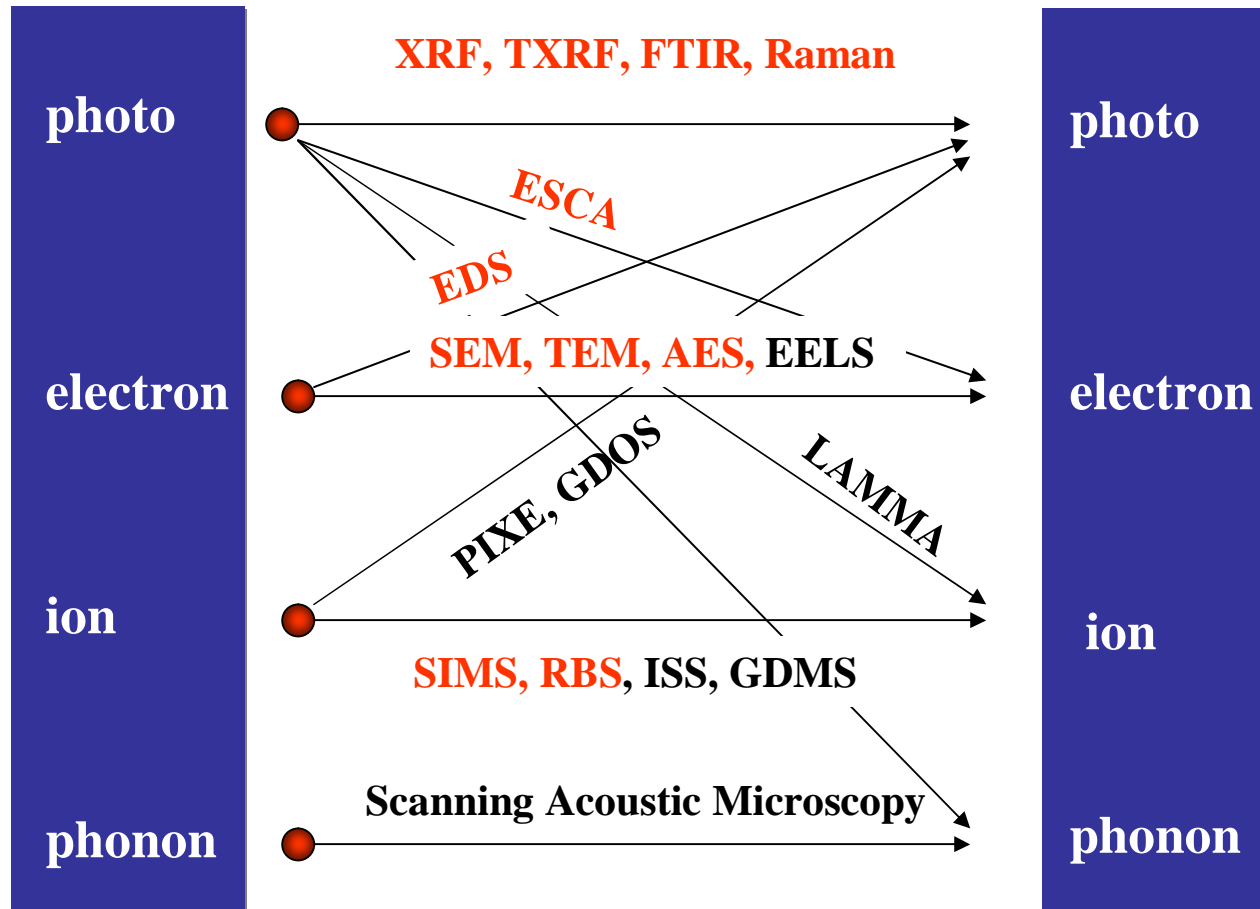 XRF, TXRF, FTIR, Raman
photo
photo
ESCA
EDS
SEM, TEM, AES, EELS
electron
electron
PIXE, GDOS
LAMMA
ion
ion
SIMS, RBS, ISS, GDMS
Scanning Acoustic Microscopy
phonon
phonon